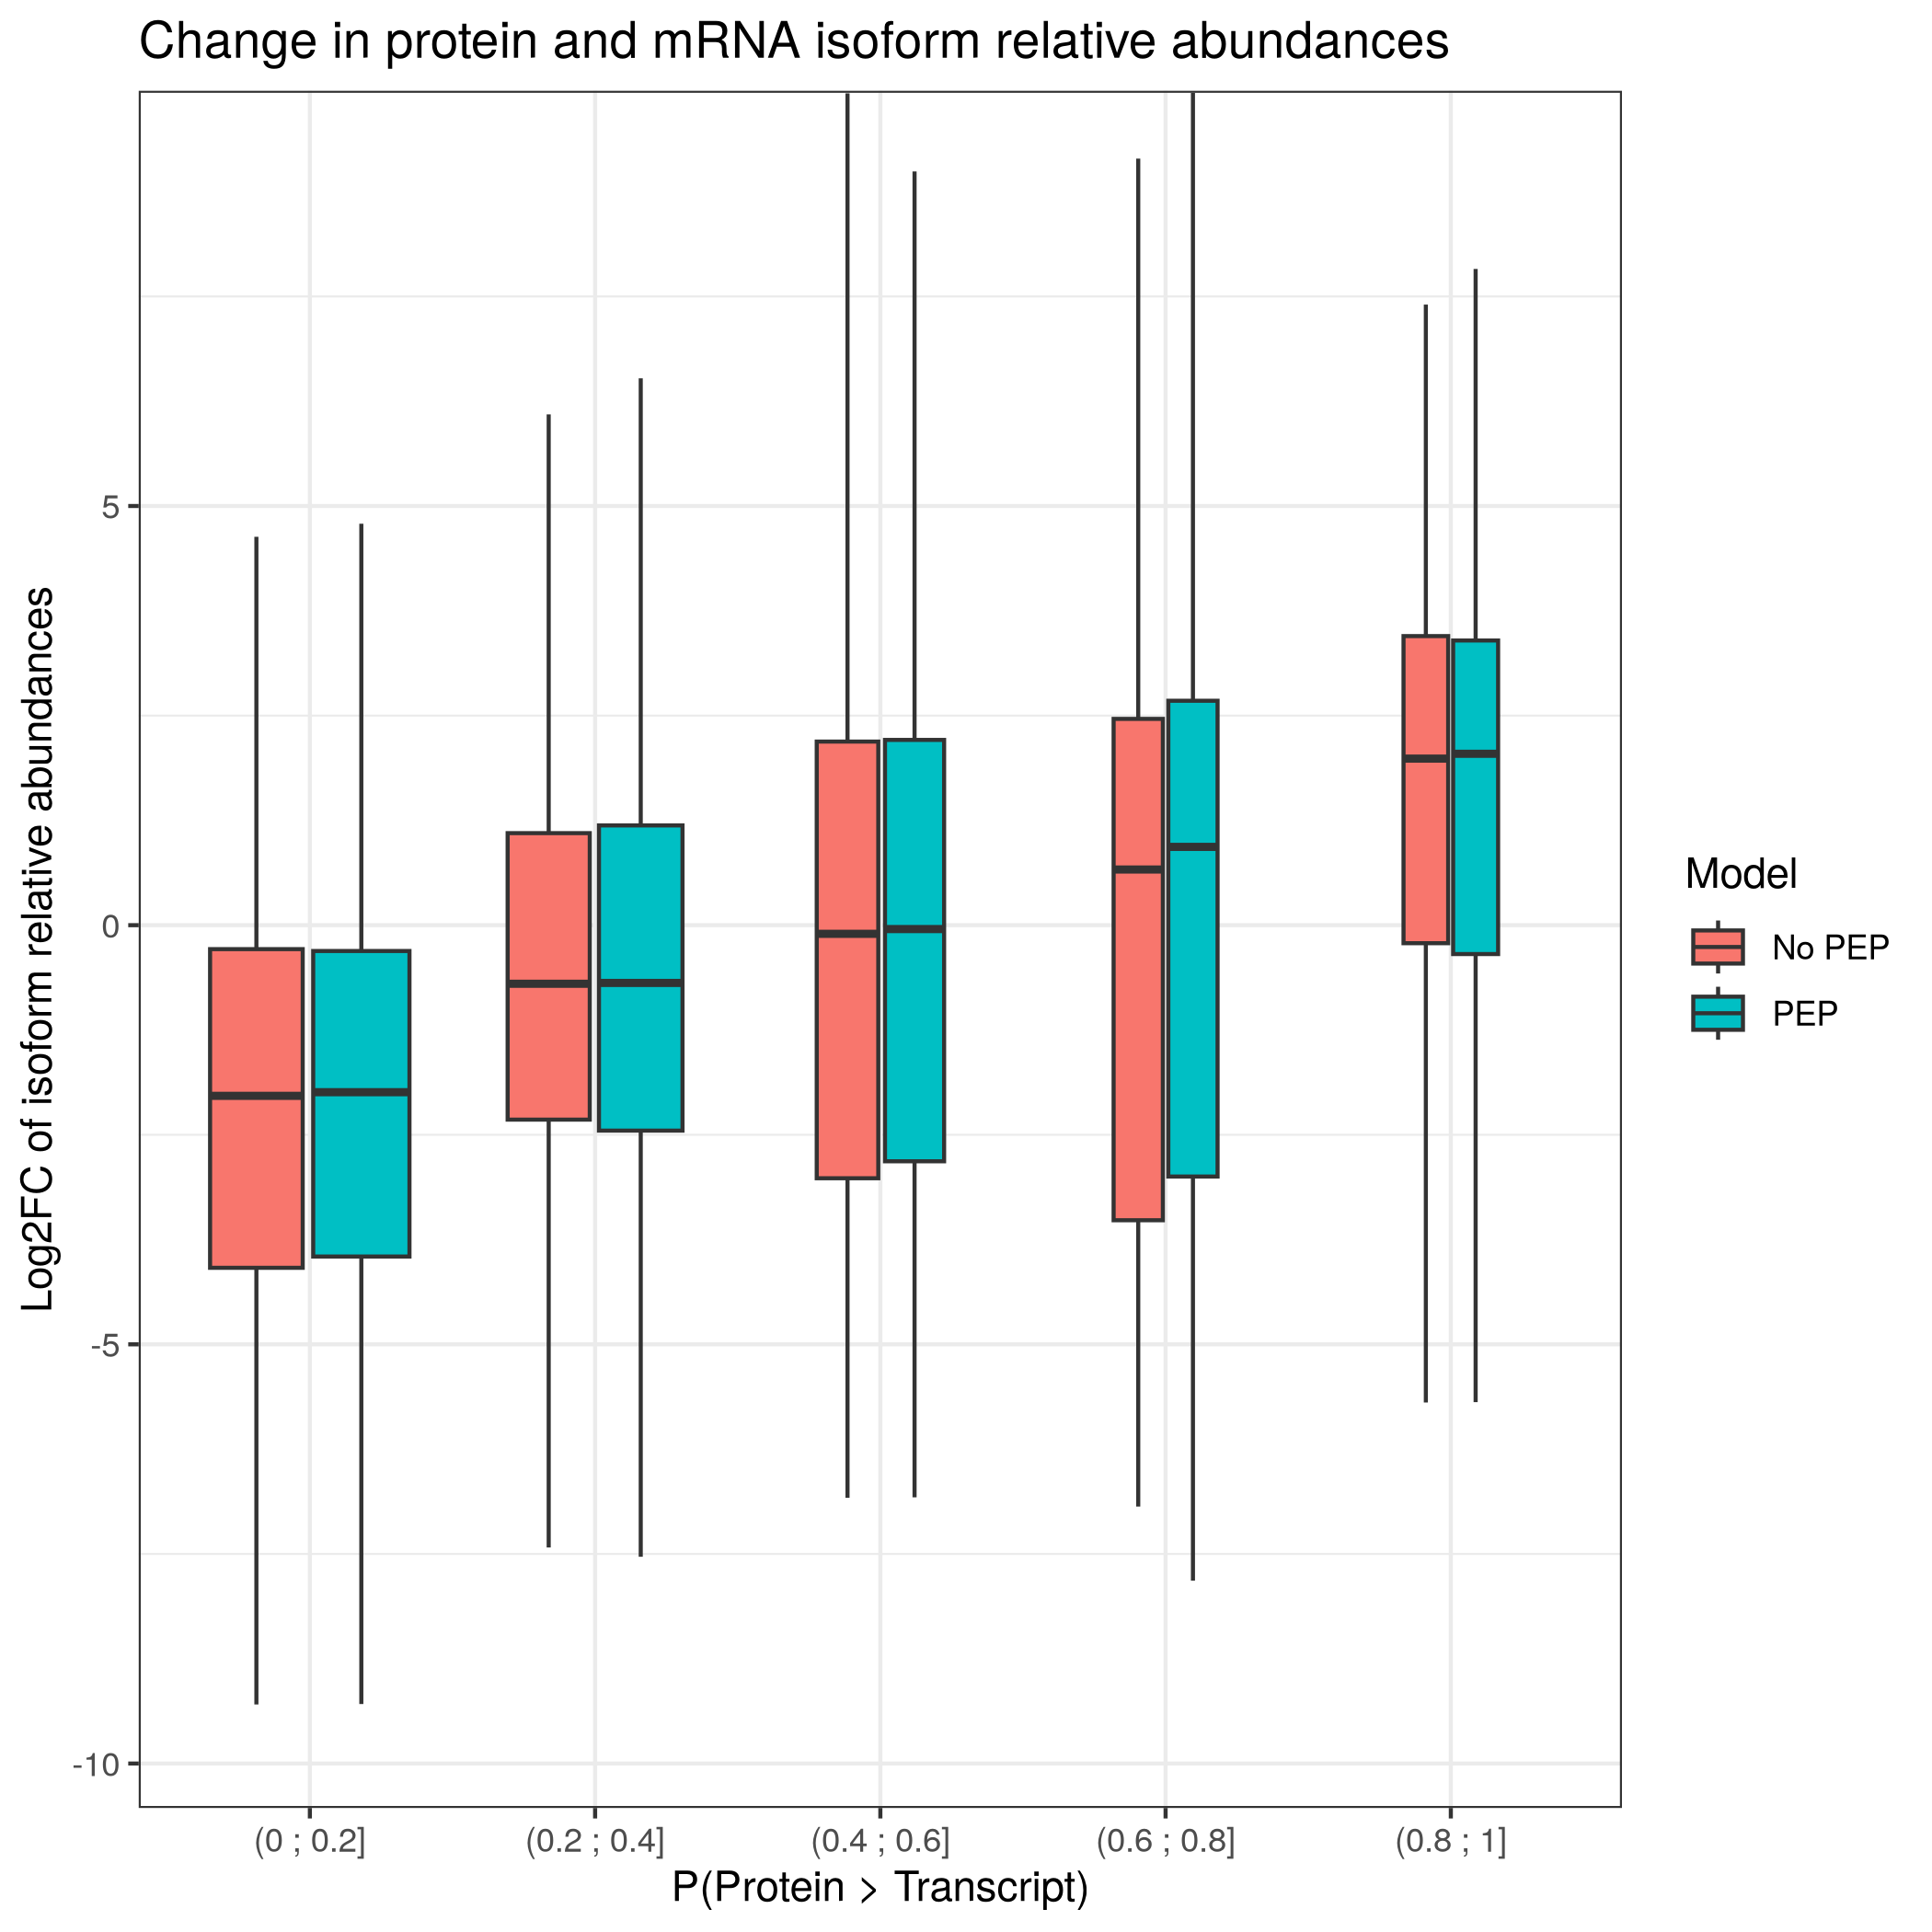 Change in protein and mRNA isoform relative abundances
Log2FC of isoform relative abundances
5
0
-5
-10
(0 ; 0.2]
(0.2 ; 0.4]
(0.4 ; 0.6]
(0.6 ; 0.8]
(0.8 ; 1]
P(Protein > Transcript)
Model
No PEP
PEP